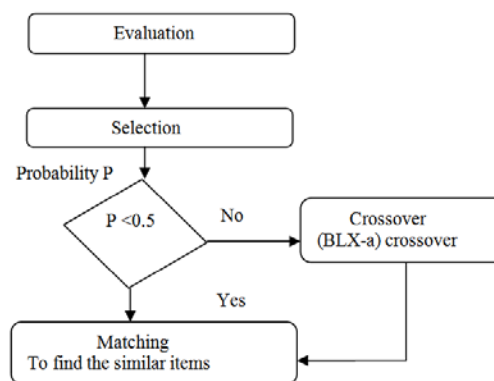 Evaluation
Selection
Probability P
P <0.5
No
Crossover
(BLX-a) crossover
Yes
Matching
To find the similar items